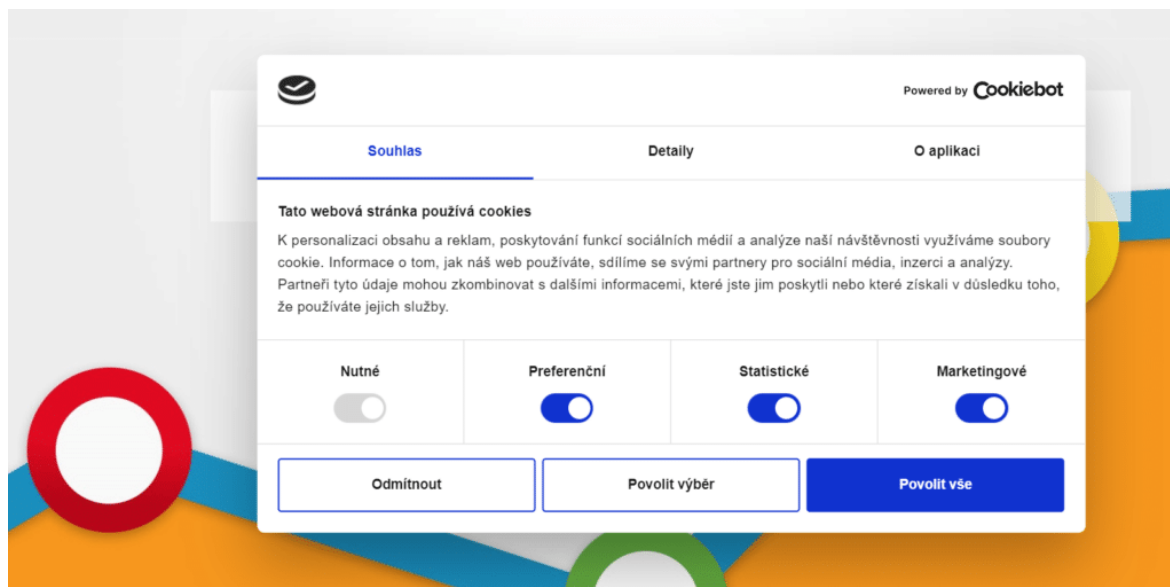 Powered by Cookiebot
Souhlas Detaily O aplikaci
Tato webová stránka používá cookies
K personalizaci obsahu a reklam, poskytování funkcí sociálních médií a analýze naší návštěvnosti využíváme soubory
cookie. Informace o tom, jak náš web používáte, sdílíme se svými partnery pro sociální média, inzerci a analýzy.
Partneři tyto údaje mohou zkombinovat s dalšími informacemi, které jste jim poskytli nebo které získali v důsledku toho,
že používáte jejich služby.
Nutné Preferenční Statistické Marketingové
Odmítnout Povolit výběr Povolit vše